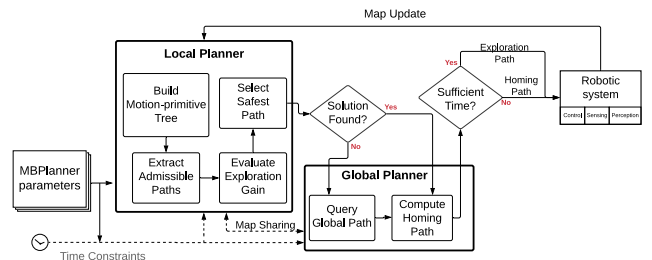 Map Update
Local Planner
Build
Motion-primitive
Tree
Select
Safest
Path
Extract
Admissible
Paths
Evaluate
Exploration
Gain
MBPlanner
parameters
Time Constraints
Map Sharing
Solution
Found?
Yes
No
Global Planner
Query
Global Path
Compute
Homing
Path
Sufficient
Time?
Yes
No
Exploration
Path
Homing
Path
Robotic
system
Control Sensing Perception